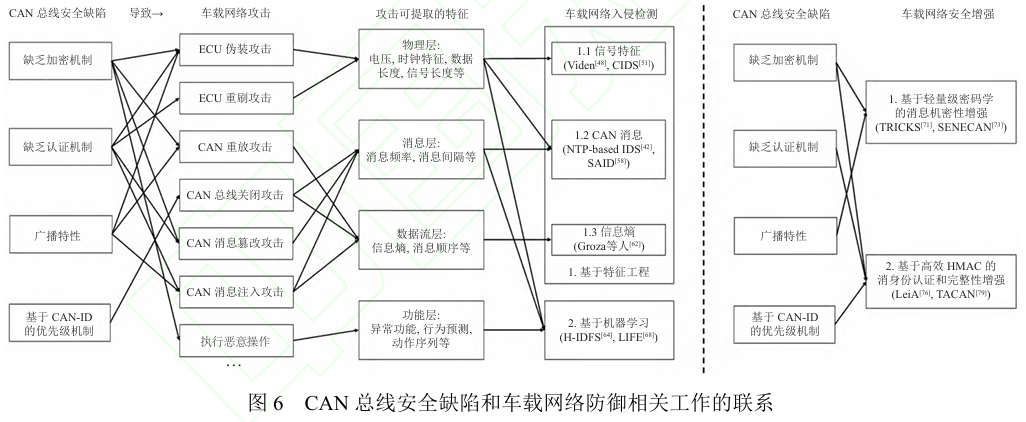 CAN 总线安全缺陷
导致→
车载网络攻击
攻击可提取的特征
车载网络入侵检测
CAN 总线安全缺陷
车载网络安全增强
缺乏加密机制
缺乏认证机制
广播特性
基于 CAN-ID
的优先级机制
ECU 伪装攻击
ECU 重刷攻击
CAN 重放攻击
CAN 总线关闭攻击
CAN 消息篡改攻击
CAN 消息注入攻击
执行恶意操作
…
物理层:
电压, 时钟特征, 数据
长度, 信号长度等
消息层:
消息频率, 消息间隔等
数据流层:
信息熵, 消息顺序等
功能层:
异常功能, 行为预测,
动作序列等
1.1 信号特征
(Viden[48], CIDS[51])
1.2 CAN 消息
(NTP-based IDS[42],
SAID[58])
1.3 信息熵
(Groza等人[62])
1. 基于特征工程
2. 基于机器学习
(H-IDFS[64], LIFE[68])
缺乏加密机制
缺乏认证机制
广播特性
基于 CAN-ID
的优先级机制
1. 基于轻量级密码学
的消息机密性增强
(TRICKS[71], SENECAN[73])
2. 基于高效 HMAC 的
消身份认证和完整性增强
(LeiA[76], TACAN[79])
图 6 CAN 总线安全缺陷和车载网络防御相关工作的联系